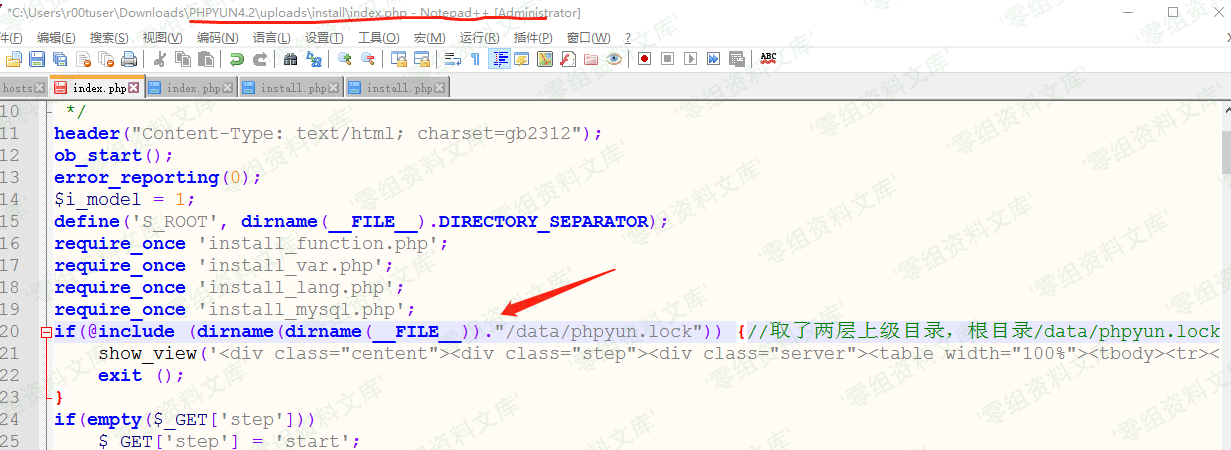 *C:\Users\r00tuser\Downloads\PHPYUN4.2\uploads\install\index.php - Notepad++ [Administrator]
件(F) 编辑(E) 搜索(S) 视图(V) 编码(N) 语言(L) 设置(T) 工具(O) 宏(M) 运行(R) 插件(P) 窗口(W) ?
hosts index.php index.php install.php install.php
10 */
11 header("Content-Type: text/html; charset=gb2312");
12 ob_start();
13 error_reporting(0);
14 $i_model = 1;
15 define('S_ROOT', dirname(__FILE__).DIRECTORY_SEPARATOR);
16 require_once 'install_function.php';
17 require_once 'install_var.php';
18 require_once 'install_lang.php';
19 require_once 'install_mysql.php';
20 if(@include (dirname(dirname(__FILE__))."/data/phpyun.lock")) {//取了两层上级目录，根目录/data/phpyun.lock
21 show_view('<div class="centent"><div class="step"><div class="server"><table width="100%"><tbody><tr><
22 exit ();
23 }
24 if(empty($_GET['step']))
25 $_GET['step'] = 'start';
'零组资料文库'